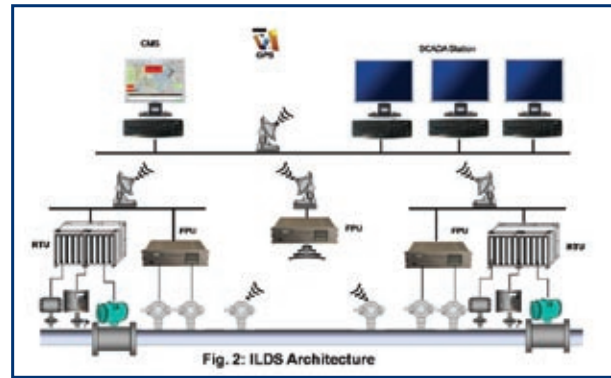 CMS
GPS
SCADA Station
RTU
FPU
FPU
FPU
RTU
Fig. 2: ILDS Architecture